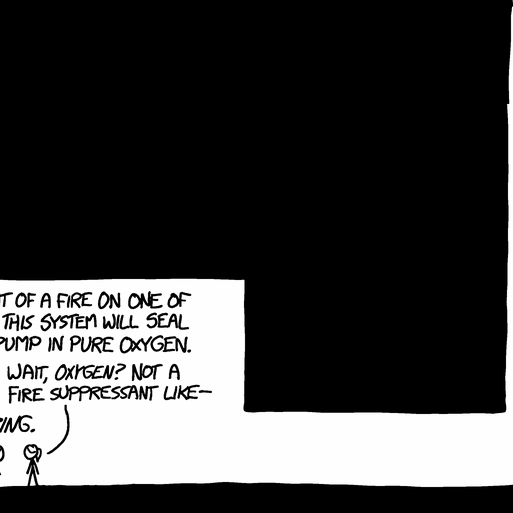 T OF A FIRE ON ONE OF
THIS SYSTEM WILL SEAL
PUMP IN PURE OXYGEN.
WAIT, OXYGEN? NOT A
FIRE SUPPRESSANT LIKE—
ING.